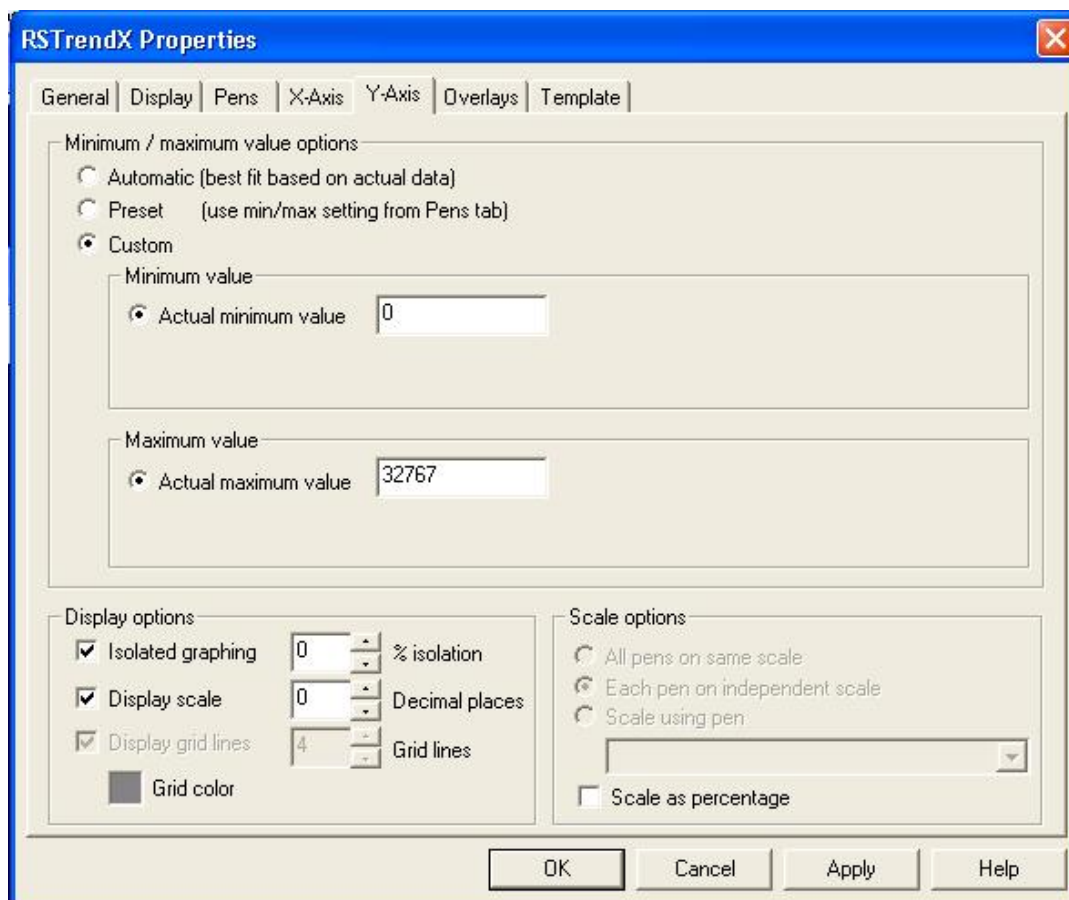 RSTrendX Properties
General Display Pens X-Axis Y-Axis Overlays Template
Minimum / maximum value options
Automatic (best fit based on actual data)
Preset (use min/max setting from Pens tab)
Custom
Minimum value
Actual minimum value 0
Maximum value
Actual maximum value 32767
Display options
Isolated graphing 0 % isolation
Display scale 0 Decimal places
Display grid lines 4 Grid lines
Grid color
Scale options
All pens on same scale
Each pen on independent scale
Scale using pen
Scale as percentage
OK Cancel Apply Help